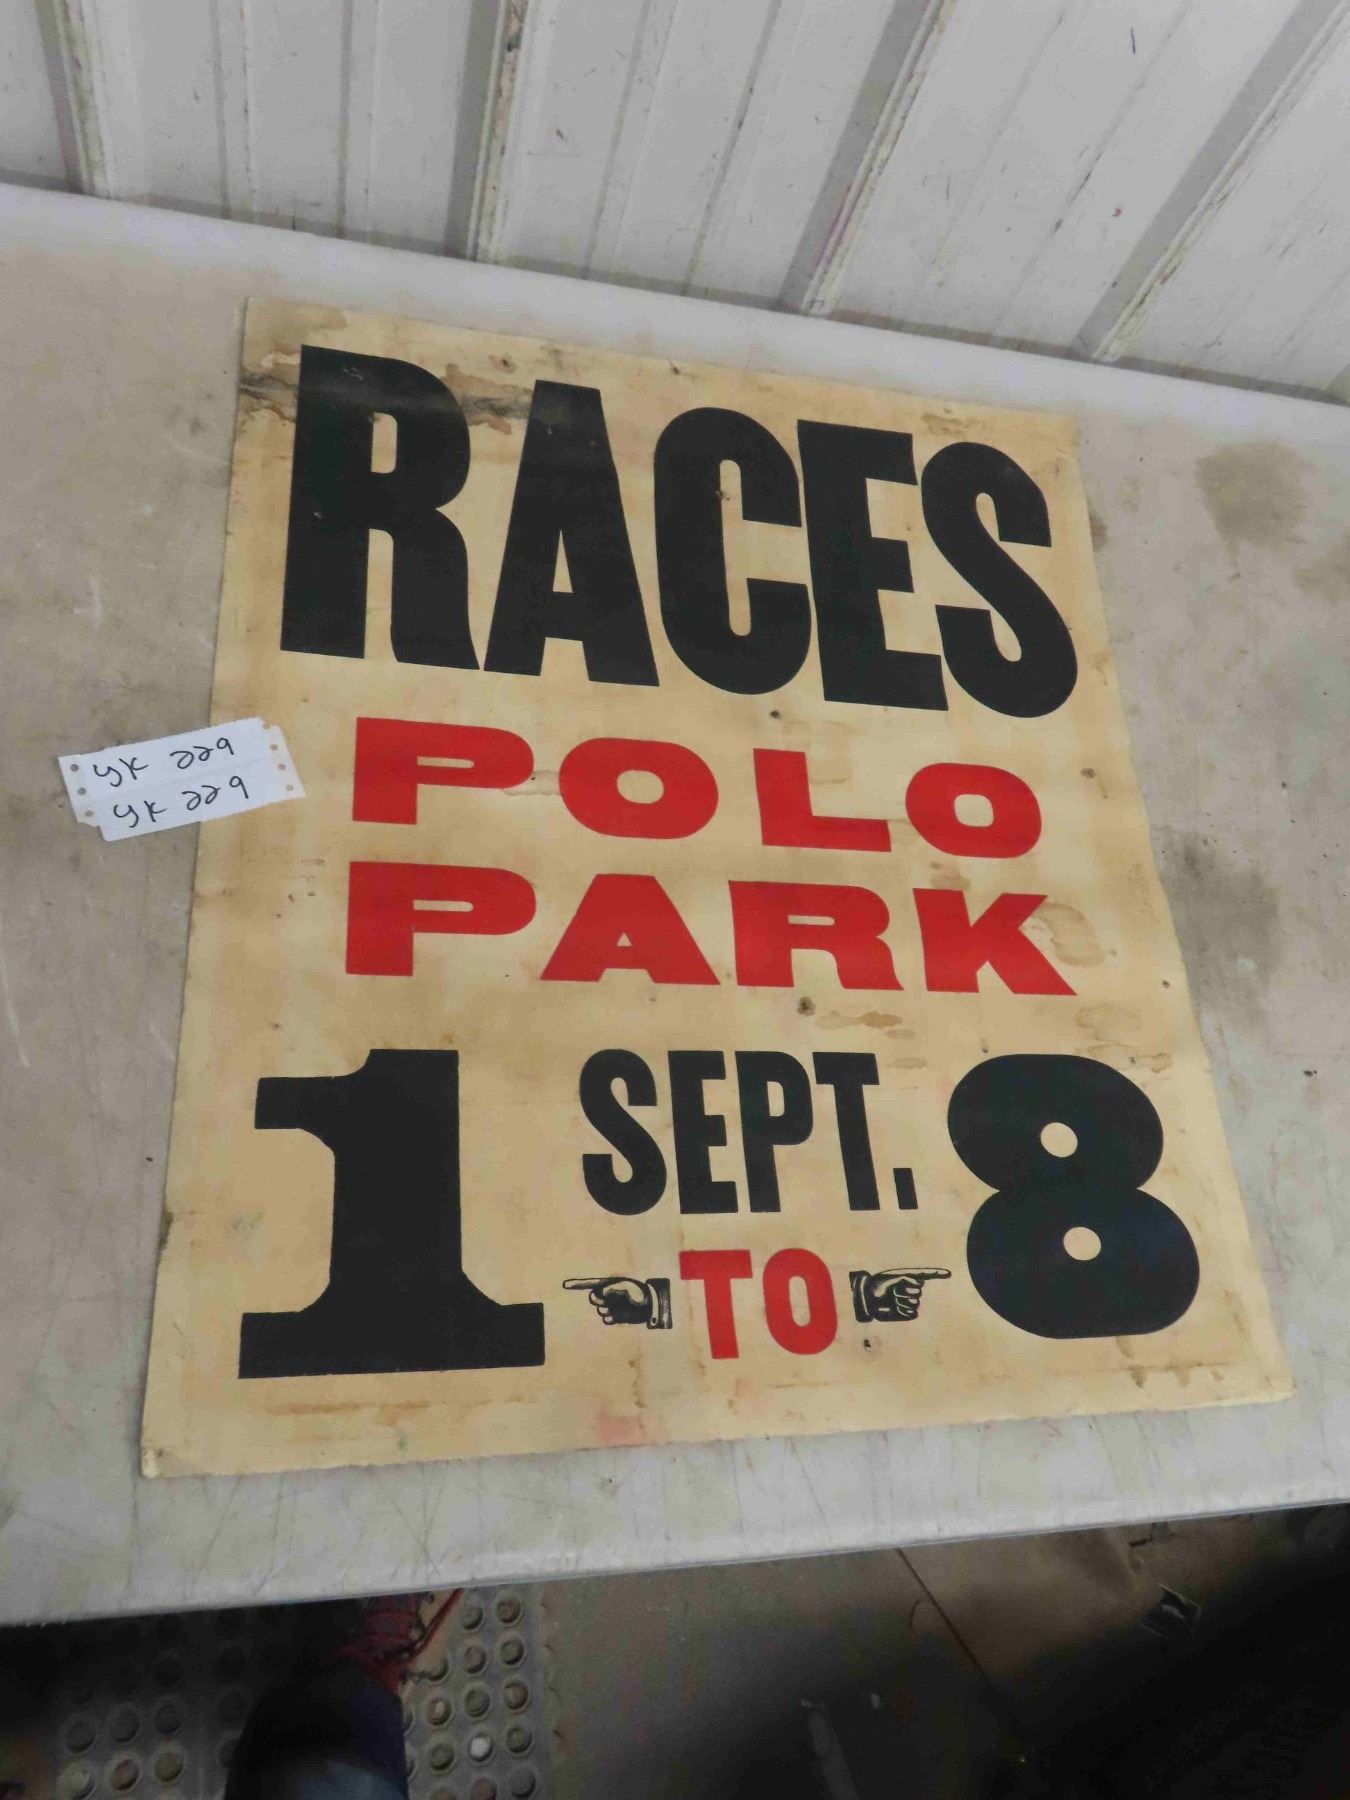 RACES
POLO
PARK
1 SEPT. TO 8
YK 229
YK 229